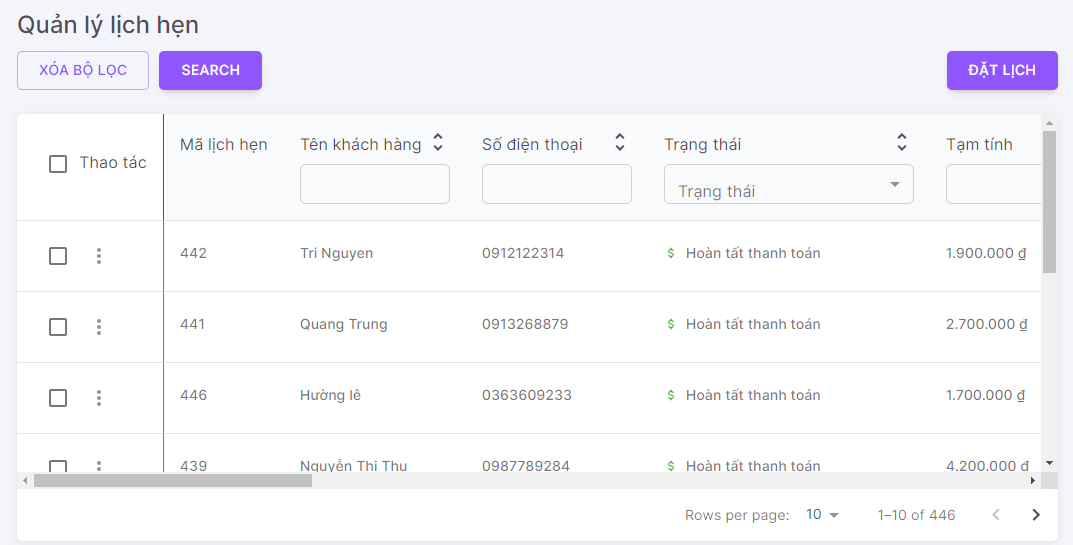 Quản lý lịch hẹn
XÓA BỘ LỌC SEARCH ĐẶT LỊCH
Thao tác Mã lịch hẹn Tên khách hàng Số điện thoại Trạng thái Tạm tính
Trạng thái
442 Tri Nguyen 0912122314 $ Hoàn tất thanh toán 1.900.000 ₫
441 Quang Trung 0913268879 $ Hoàn tất thanh toán 2.700.000 ₫
446 Hường lê 0363609233 $ Hoàn tất thanh toán 1.700.000 ₫
439 Nguyễn Thị Thu 0987789284 $ Hoàn tất thanh toán 4.200.000 ₫
Rows per page: 10 1–10 of 446